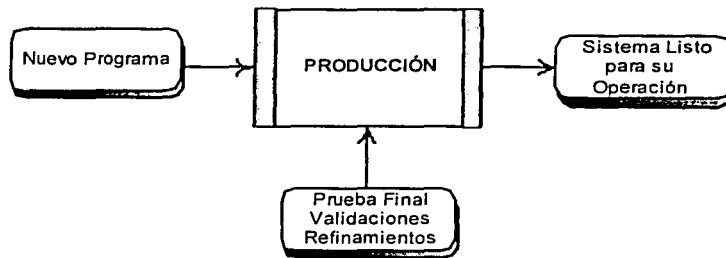 Nuevo Programa
PRODUCCIÓN
Sistema Listo
para su
Operación
Prueba Final
Validaciones
Refinamientos